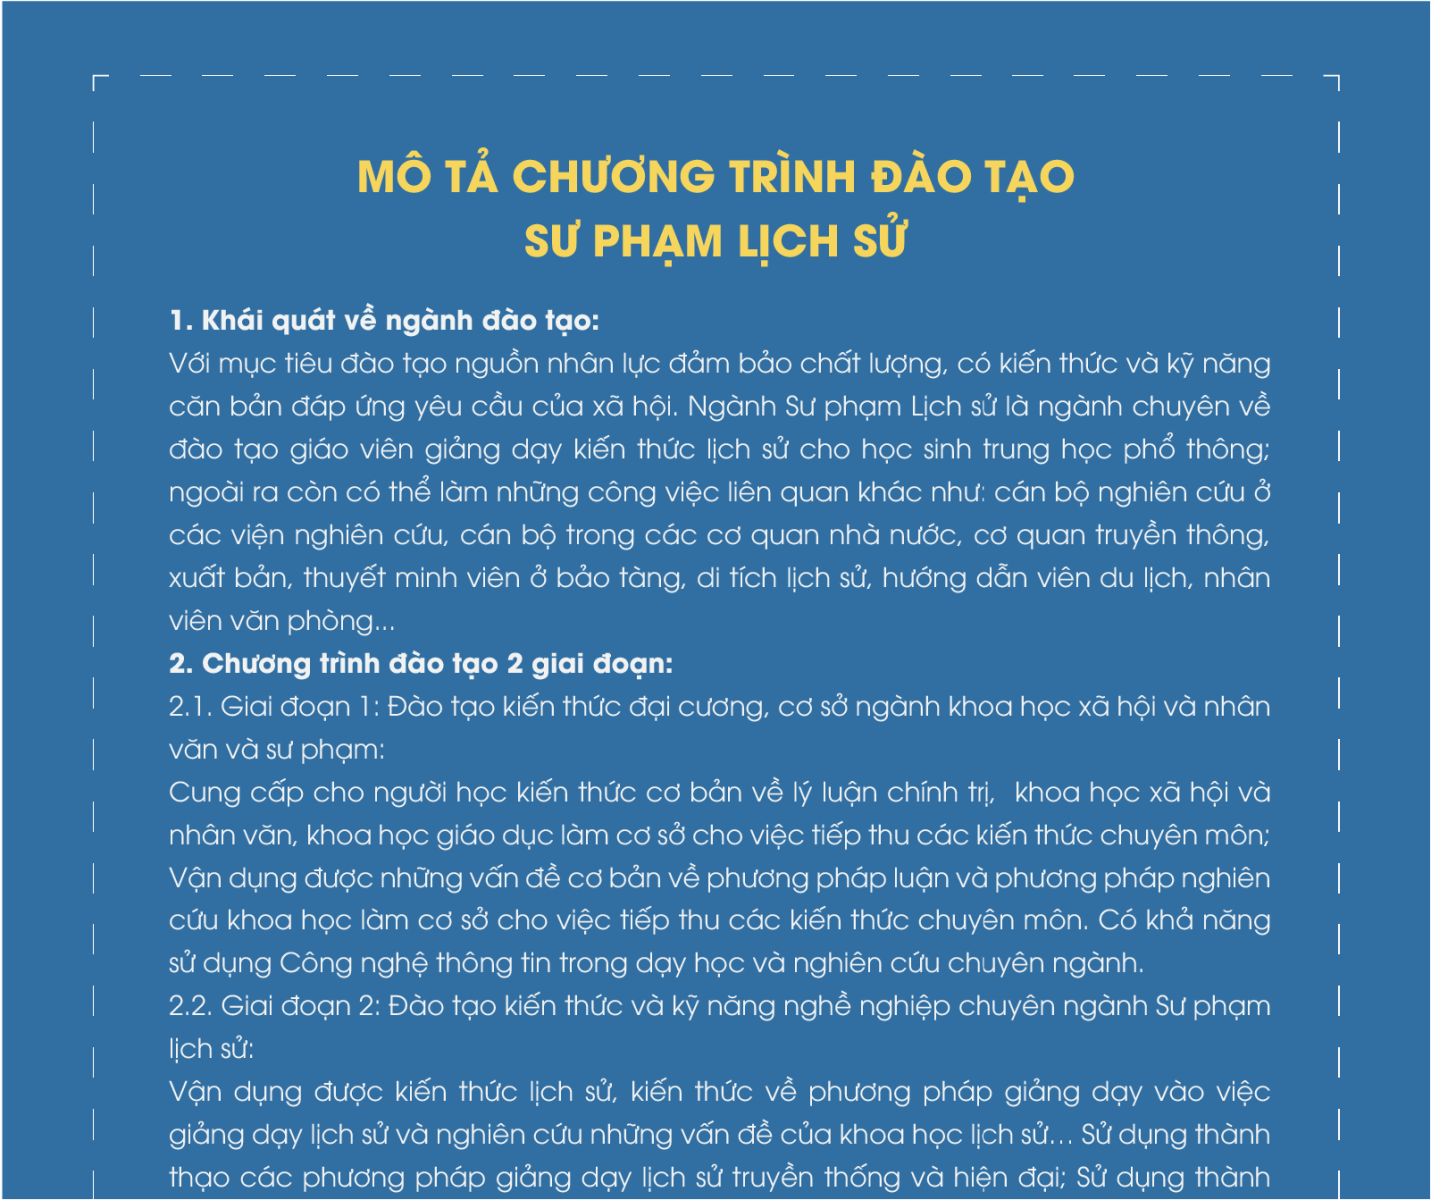 MÔ TẢ CHƯƠNG TRÌNH ĐÀO TẠO
SƯ PHẠM LỊCH SỬ
1. Khái quát về ngành đào tạo:
Với mục tiêu đào tạo nguồn nhân lực đảm bảo chất lượng, có kiến thức và kỹ năng
căn bản đáp ứng yêu cầu của xã hội. Ngành Sư phạm Lịch sử là ngành chuyên về
đào tạo giáo viên giảng dạy kiến thức lịch sử cho học sinh trung học phổ thông;
ngoài ra còn có thể làm những công việc liên quan khác như: cán bộ nghiên cứu ở
các viện nghiên cứu, cán bộ trong các cơ quan nhà nước, cơ quan truyền thông,
xuất bản, thuyết minh viên ở bảo tàng, di tích lịch sử, hướng dẫn viên du lịch, nhân
viên văn phòng...
2. Chương trình đào tạo 2 giai đoạn:
2.1. Giai đoạn 1: Đào tạo kiến thức đại cương, cơ sở ngành khoa học xã hội và nhân
văn và sư phạm:
Cung cấp cho người học kiến thức cơ bản về lý luận chính trị,  khoa học xã hội và
nhân văn, khoa học giáo dục làm cơ sở cho việc tiếp thu các kiến thức chuyên môn;
Vận dụng được những vấn đề cơ bản về phương pháp luận và phương pháp nghiên
cứu khoa học làm cơ sở cho việc tiếp thu các kiến thức chuyên môn. Có khả năng
sử dụng Công nghệ thông tin trong dạy học và nghiên cứu chuyên ngành.
2.2. Giai đoạn 2: Đào tạo kiến thức và kỹ năng nghề nghiệp chuyên ngành Sư phạm
lịch sử:
Vận dụng được kiến thức lịch sử, kiến thức về phương pháp giảng dạy vào việc
giảng dạy lịch sử và nghiên cứu những vấn đề của khoa học lịch sử... Sử dụng thành
thạo các phương pháp giảng dạy lịch sử truyền thống và hiện đại; Sử dụng thành